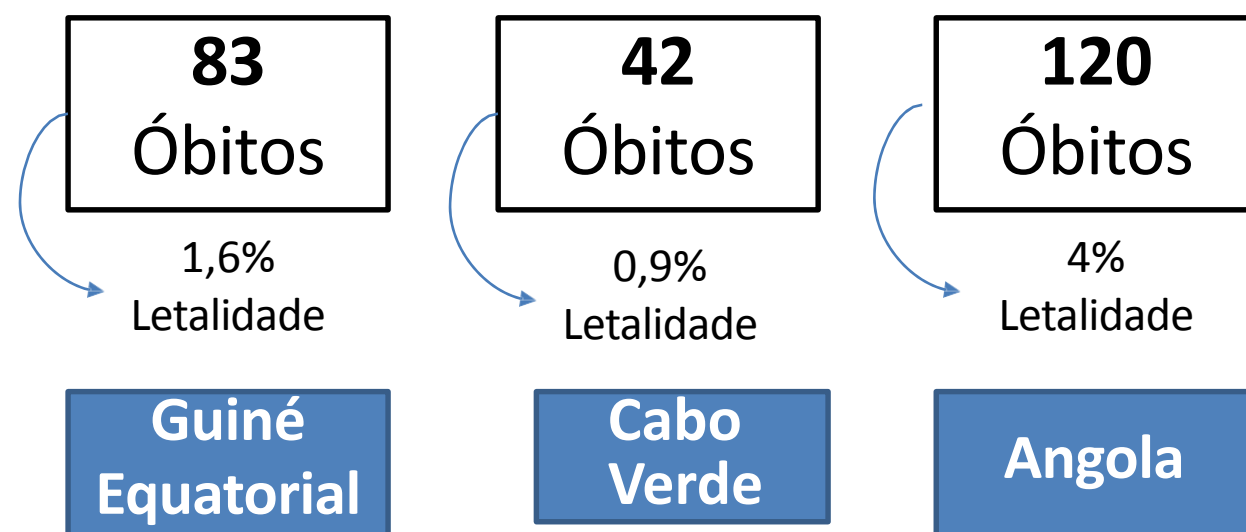 83
Óbitos
1,6%
Letalidade
Guiné
Equatorial
42
Óbitos
0,9%
Letalidade
Cabo
Verde
120
Óbitos
4%
Letalidade
Angola